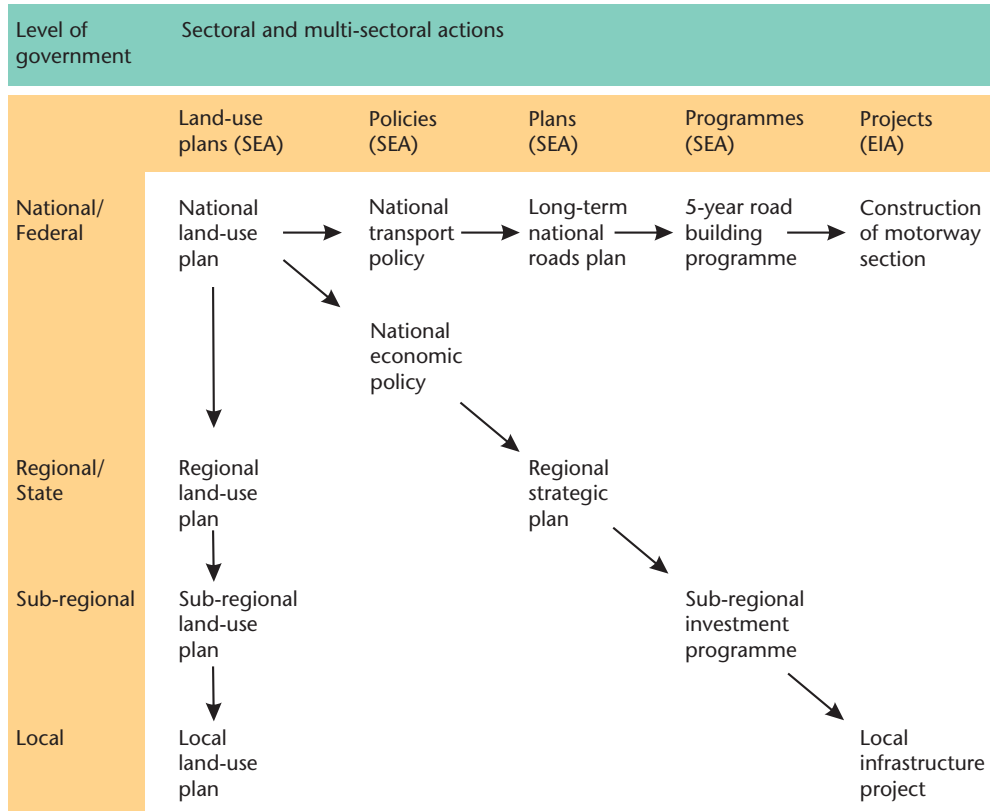 Level of
government
Sectoral and multi-sectoral actions
Land-use
plans (SEA)
Policies
(SEA)
Plans
(SEA)
Programmes
(SEA)
Projects
(EIA)
National/
Federal
National
land-use
plan
National
transport
policy
Long-term
national
roads plan
5-year road
building
programme
Construction
of motorway
section
National
economic
policy
Regional/
State
Regional
land-use
plan
Regional
strategic
plan
Sub-regional
Sub-regional
land-use
plan
Sub-regional
investment
programme
Local
Local
land-use
plan
Local
infrastructure
project